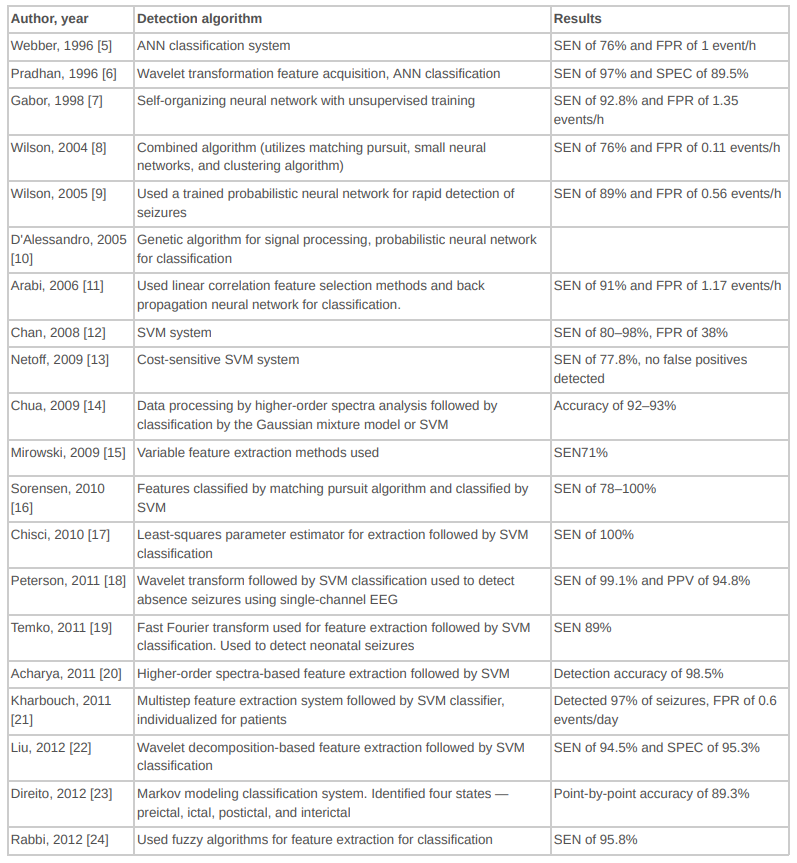 Author, year Detection algorithm Results
Webber, 1996 [5] ANN classification system SEN of 76% and FPR of 1 event/h
Pradhan, 1996 [6] Wavelet transformation feature acquisition, ANN classification SEN of 97% and SPEC of 89.5%
Gabor, 1998 [7] Self-organizing neural network with unsupervised training SEN of 92.8% and FPR of 1.35
events/h
Wilson, 2004 [8] Combined algorithm (utilizes matching pursuit, small neural SEN of 76% and FPR of 0.11 events/h
networks, and clustering algorithm)
Wilson, 2005 [9] Used a trained probabilistic neural network for rapid detection of SEN of 89% and FPR of 0.56 events/h
seizures
D'Alessandro, 2005 Genetic algorithm for signal processing, probabilistic neural network
[10] for classification
Arabi, 2006 [11] Used linear correlation feature selection methods and back SEN of 91% and FPR of 1.17 events/h
propagation neural network for classification.
Chan, 2008 [12] SVM system SEN of 80–98%, FPR of 38%
Netoff, 2009 [13] Cost-sensitive SVM system SEN of 77.8%, no false positives
detected
Chua, 2009 [14] Data processing by higher-order spectra analysis followed by Accuracy of 92–93%
classification by the Gaussian mixture model or SVM
Mirowski, 2009 [15] Variable feature extraction methods used SEN71%
Sorensen, 2010 Features classified by matching pursuit algorithm and classified by SEN of 78–100%
[16] SVM
Chisci, 2010 [17] Least-squares parameter estimator for extraction followed by SVM SEN of 100%
classification
Peterson, 2011 [18] Wavelet transform followed by SVM classification used to detect SEN of 99.1% and PPV of 94.8%
absence seizures using single-channel EEG
Temko, 2011 [19] Fast Fourier transform used for feature extraction followed by SVM SEN 89%
classification. Used to detect neonatal seizures
Acharya, 2011 [20] Higher-order spectra-based feature extraction followed by SVM Detection accuracy of 98.5%
Kharbouch, 2011 Multistep feature extraction system followed by SVM classifier, Detected 97% of seizures, FPR of 0.6
[21] individualized for patients events/day
Liu, 2012 [22] Wavelet decomposition-based feature extraction followed by SVM SEN of 94.5% and SPEC of 95.3%
classification
Direito, 2012 [23] Markov modeling classification system. Identified four states — Point-by-point accuracy of 89.3%
preictal, ictal, postictal, and interictal
Rabbi, 2012 [24] Used fuzzy algorithms for feature extraction for classification SEN of 95.8%